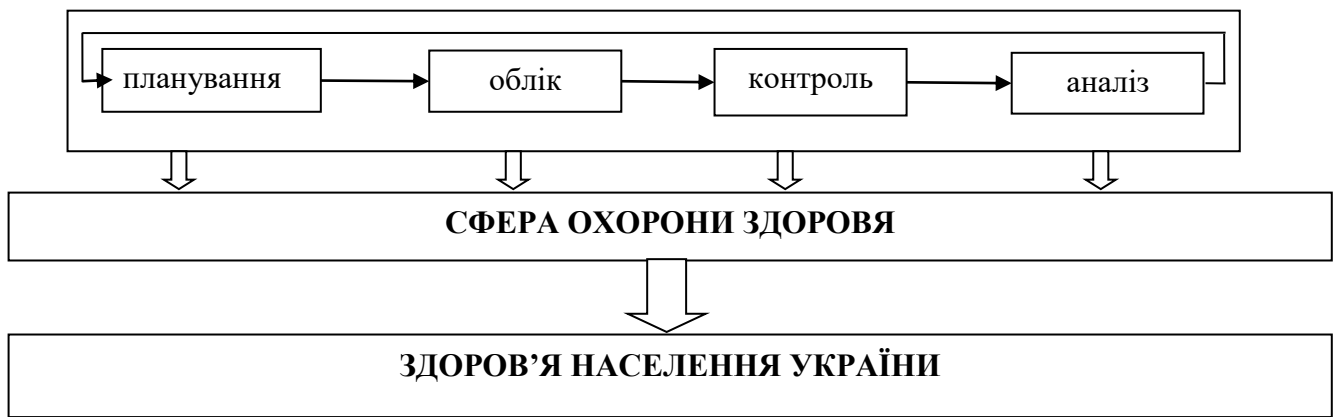 планування
облік
контроль
аналіз
СФЕРА ОХОРОНИ ЗДОРОВЯ
ЗДОРОВ’Я НАСЕЛЕННЯ УКРАЇНИ